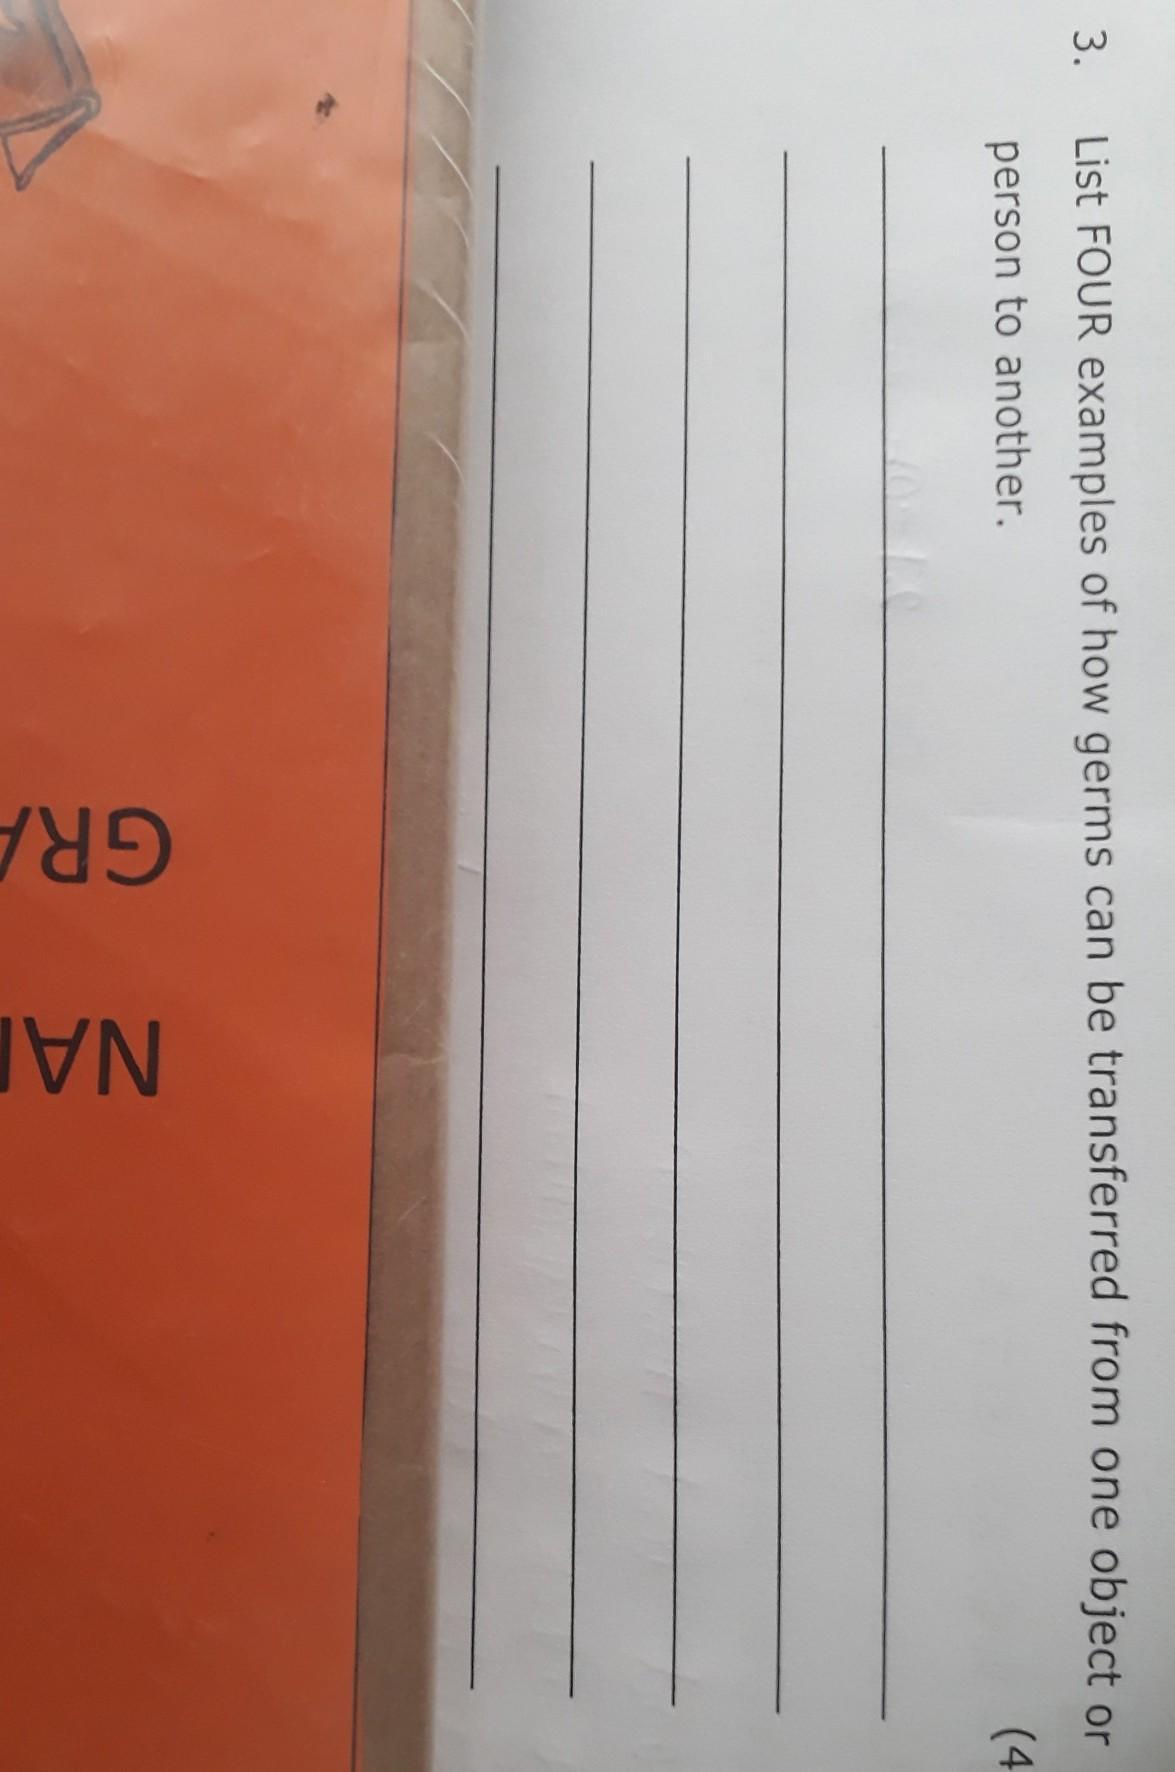 3. List FOUR examples of how germs can be transferred from one object or
person to another. (4
GRA
NA